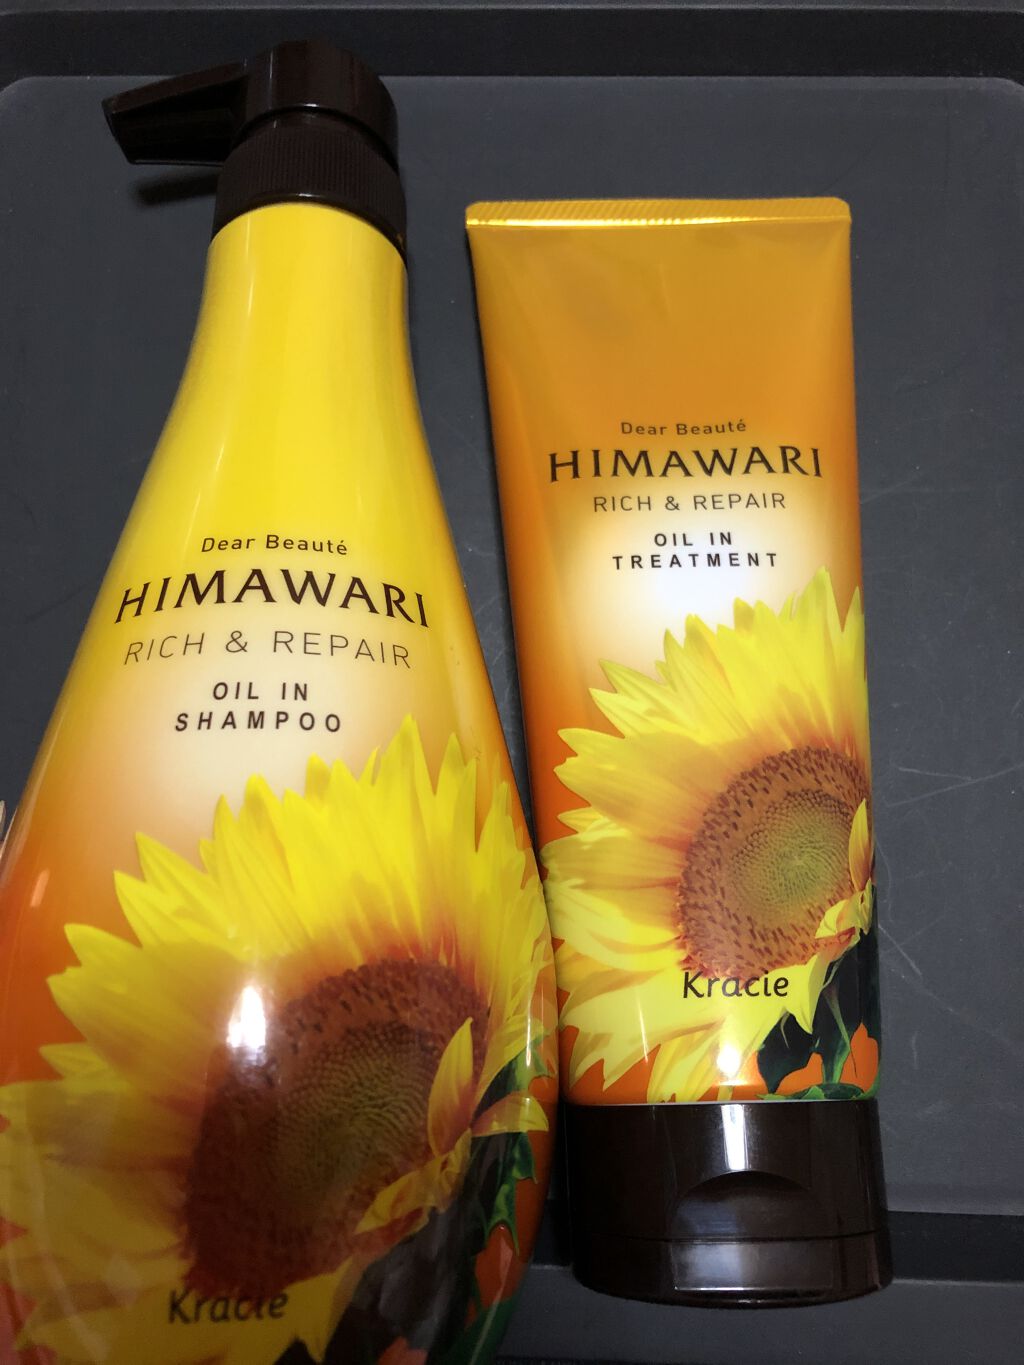 Dear Beauté
HIMAWARI
RICH & REPAIR
OIL IN
SHAMPOO
Kracie
Dear Beauté
HIMAWARI
RICH & REPAIR
OIL IN
TREATMENT
Kracie